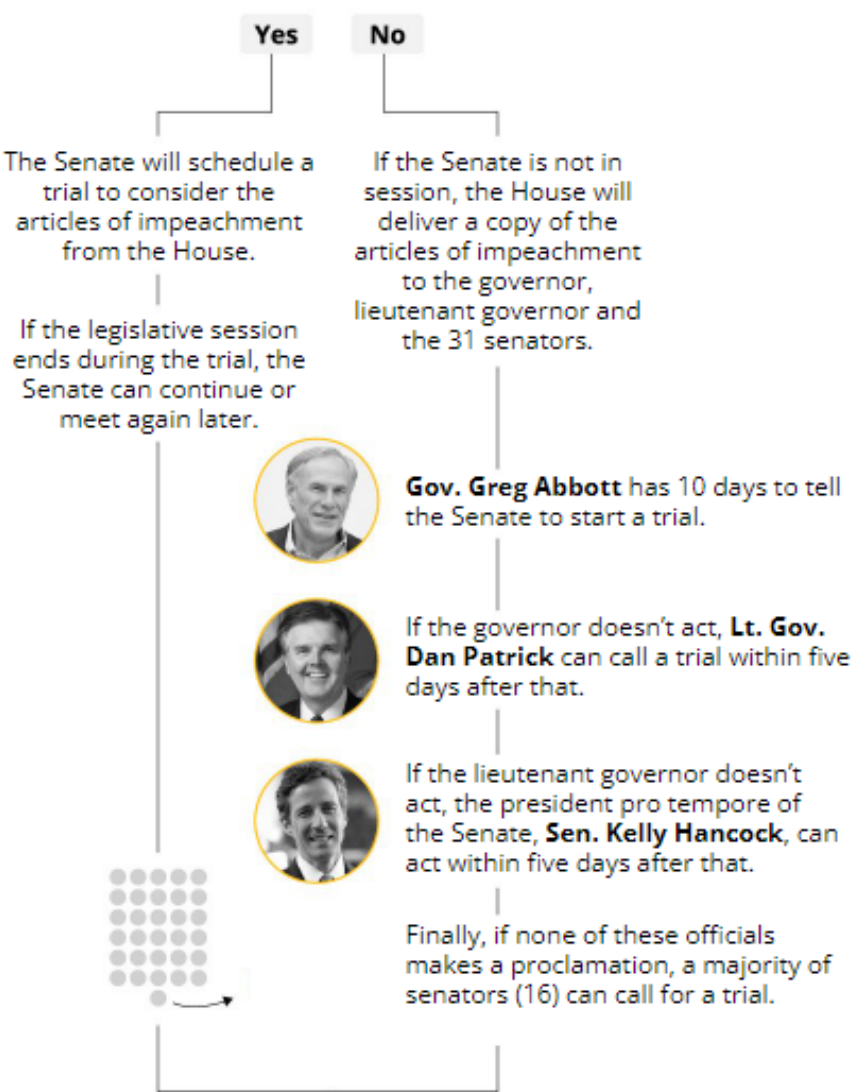 Yes
No
The Senate will schedule a
trial to consider the
articles of impeachment
from the House.
If the legislative session
ends during the trial, the
Senate can continue or
meet again later.
If the Senate is not in
session, the House will
deliver a copy of the
articles of impeachment
to the governor,
lieutenant governor and
the 31 senators.
Gov. Greg Abbott has 10 days to tell
the Senate to start a trial.
If the governor doesn’t act, Lt. Gov.
Dan Patrick can call a trial within five
days after that.
If the lieutenant governor doesn’t
act, the president pro tempore of
the Senate, Sen. Kelly Hancock, can
act within five days after that.
Finally, if none of these officials
makes a proclamation, a majority of
senators (16) can call for a trial.